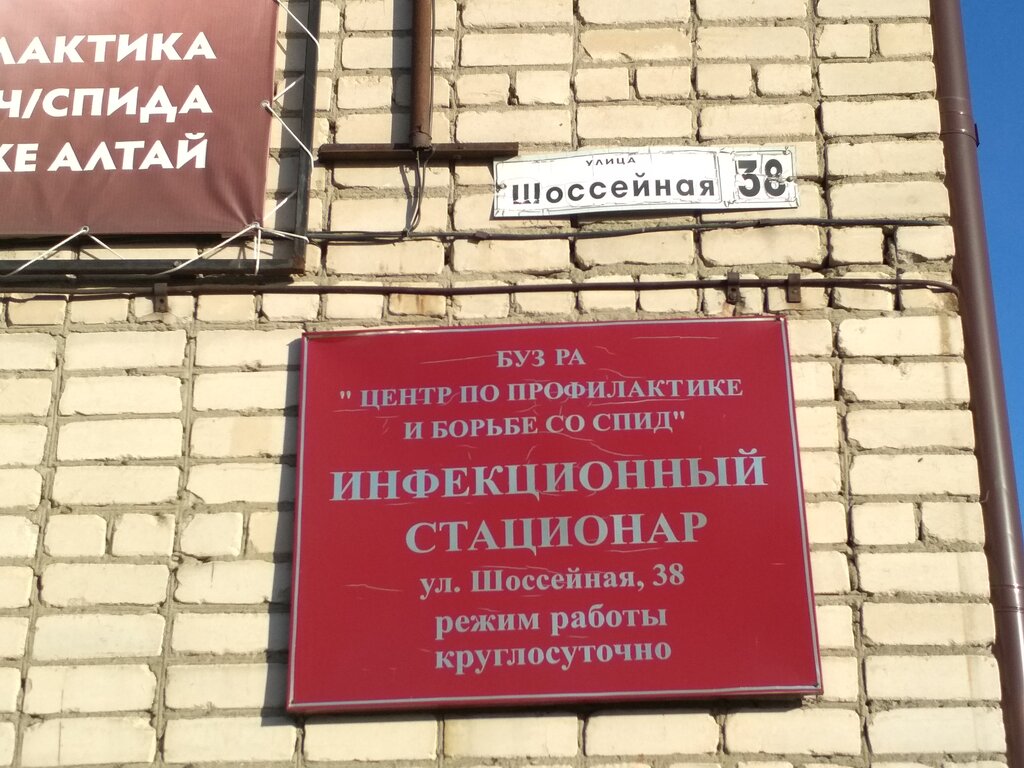 ЛАКТИКА
Ч/СПИДА
КЕ АЛТАЙ
УЛИЦА
Шоссейная 38
БУЗ РА
" ЦЕНТР ПО ПРОФИЛАКТИКЕ
И БОРЬБЕ СО СПИД"
ИНФЕКЦИОННЫЙ
СТАЦИОНАР
ул. Шоссейная, 38
режим работы
круглосуточно